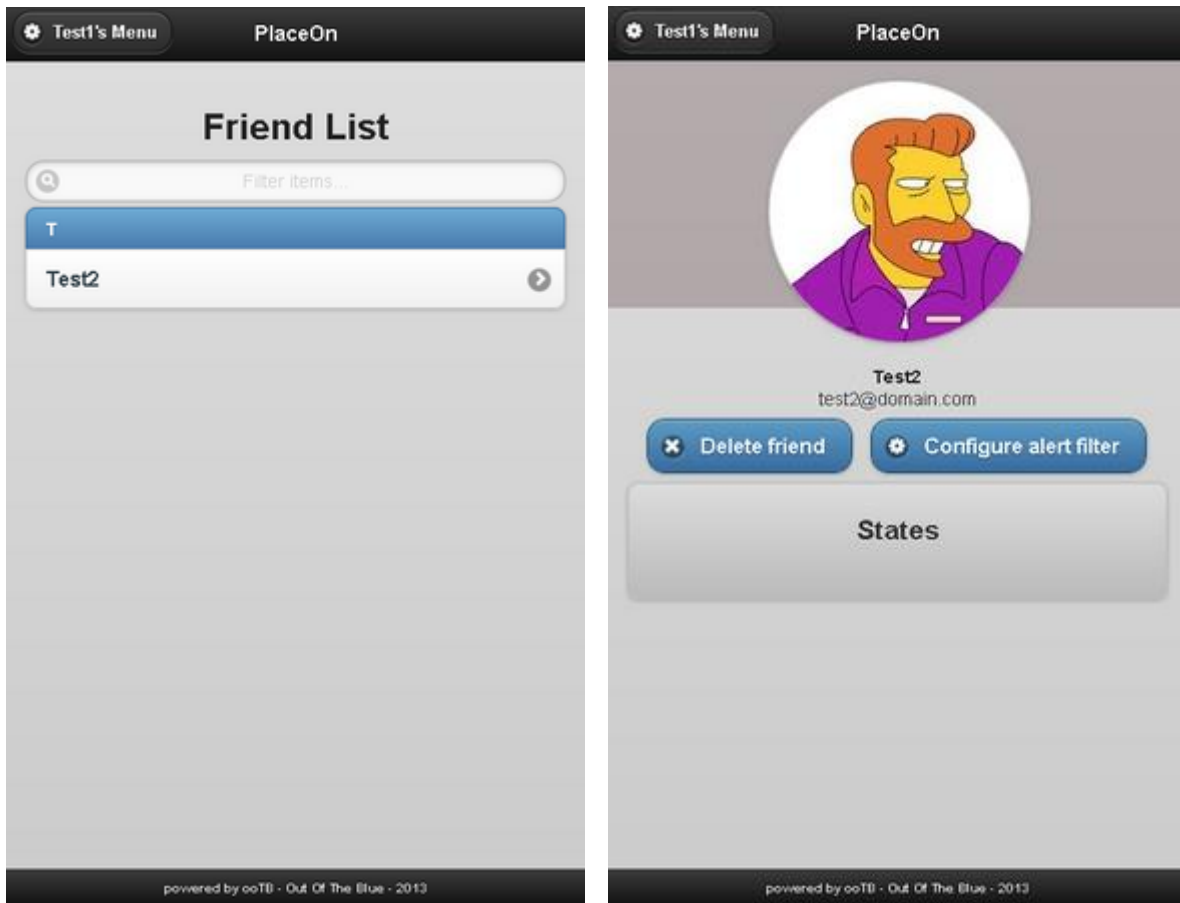 Test1's Menu
PlaceOn
Friend List
Filter items...
T
Test2
powered by ooTB - Out Of The Blue - 2013
Test1's Menu
PlaceOn
Test2
test2@domain.com
Delete friend
Configure alert filter
States
powered by ooTB - Out Of The Blue - 2013